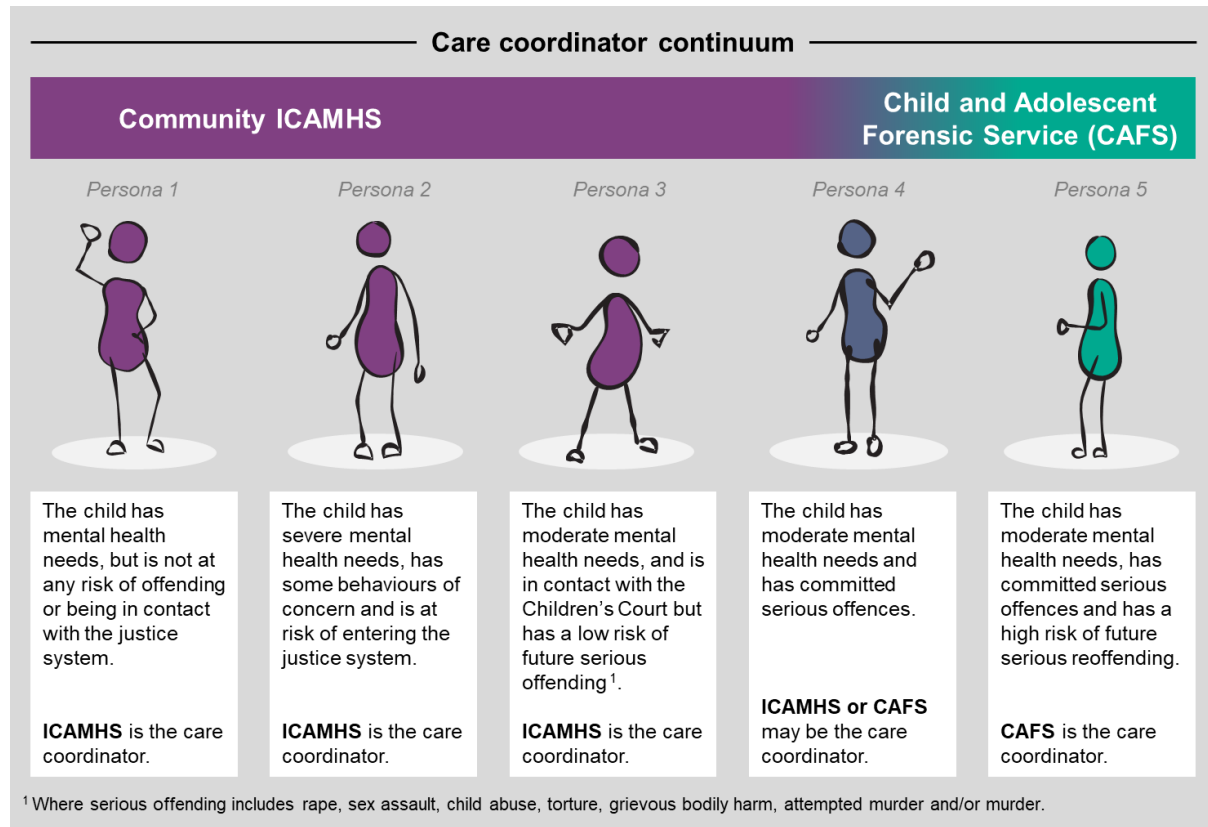 Care coordinator continuum
Community ICAMHS
Child and Adolescent
Forensic Service (CAFS)
Persona 1
Persona 2
Persona 3
Persona 4
Persona 5
The child has
mental health
needs, but is not at
any risk of offending
or being in contact
with the justice
system.
ICAMHS is the care
coordinator.
The child has
severe mental
health needs, has
some behaviours of
concern and is at
risk of entering the
justice system.
ICAMHS is the care
coordinator.
The child has
moderate mental
health needs, and is
in contact with the
Children’s Court but
has a low risk of
future serious
offending¹.
ICAMHS is the care
coordinator.
The child has
moderate mental
health needs and
has committed
serious offences.
ICAMHS or CAFS
may be the care
coordinator.
The child has
moderate mental
health needs, has
committed serious
offences and has a
high risk of future
serious reoffending.
CAFS is the care
coordinator.
¹ Where serious offending includes rape, sex assault, child abuse, torture, grievous bodily harm, attempted murder and/or murder.